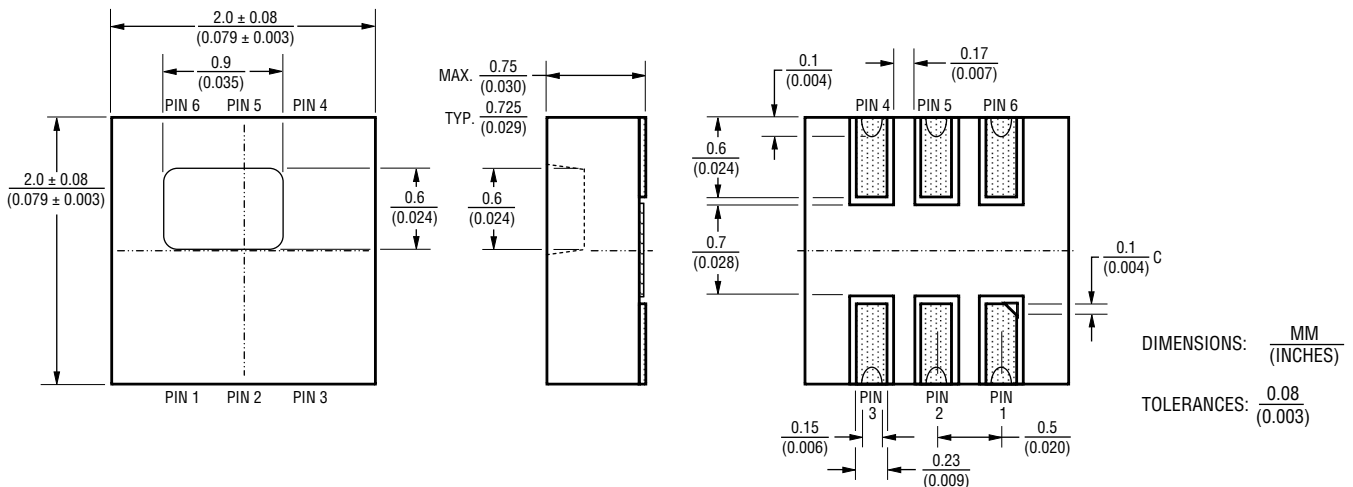 2.0 ± 0.08
(0.079 ± 0.003)
0.9
(0.035)
PIN 6 PIN 5 PIN 4
2.0 ± 0.08
(0.079 ± 0.003)
0.6
(0.024)
PIN 1 PIN 2 PIN 3
MAX. 0.75
(0.030)
TYP. 0.725
(0.029)
0.6
(0.024)
0.1
(0.004)
0.17
(0.007)
PIN 4 PIN 5 PIN 6
0.6
(0.024)
0.7
(0.028)
0.1
(0.004) C
PIN
3
PIN
2
PIN
1
0.15
(0.006)
0.5
(0.020)
0.23
(0.009)
DIMENSIONS: MM
(INCHES)
TOLERANCES: 0.08
(0.003)